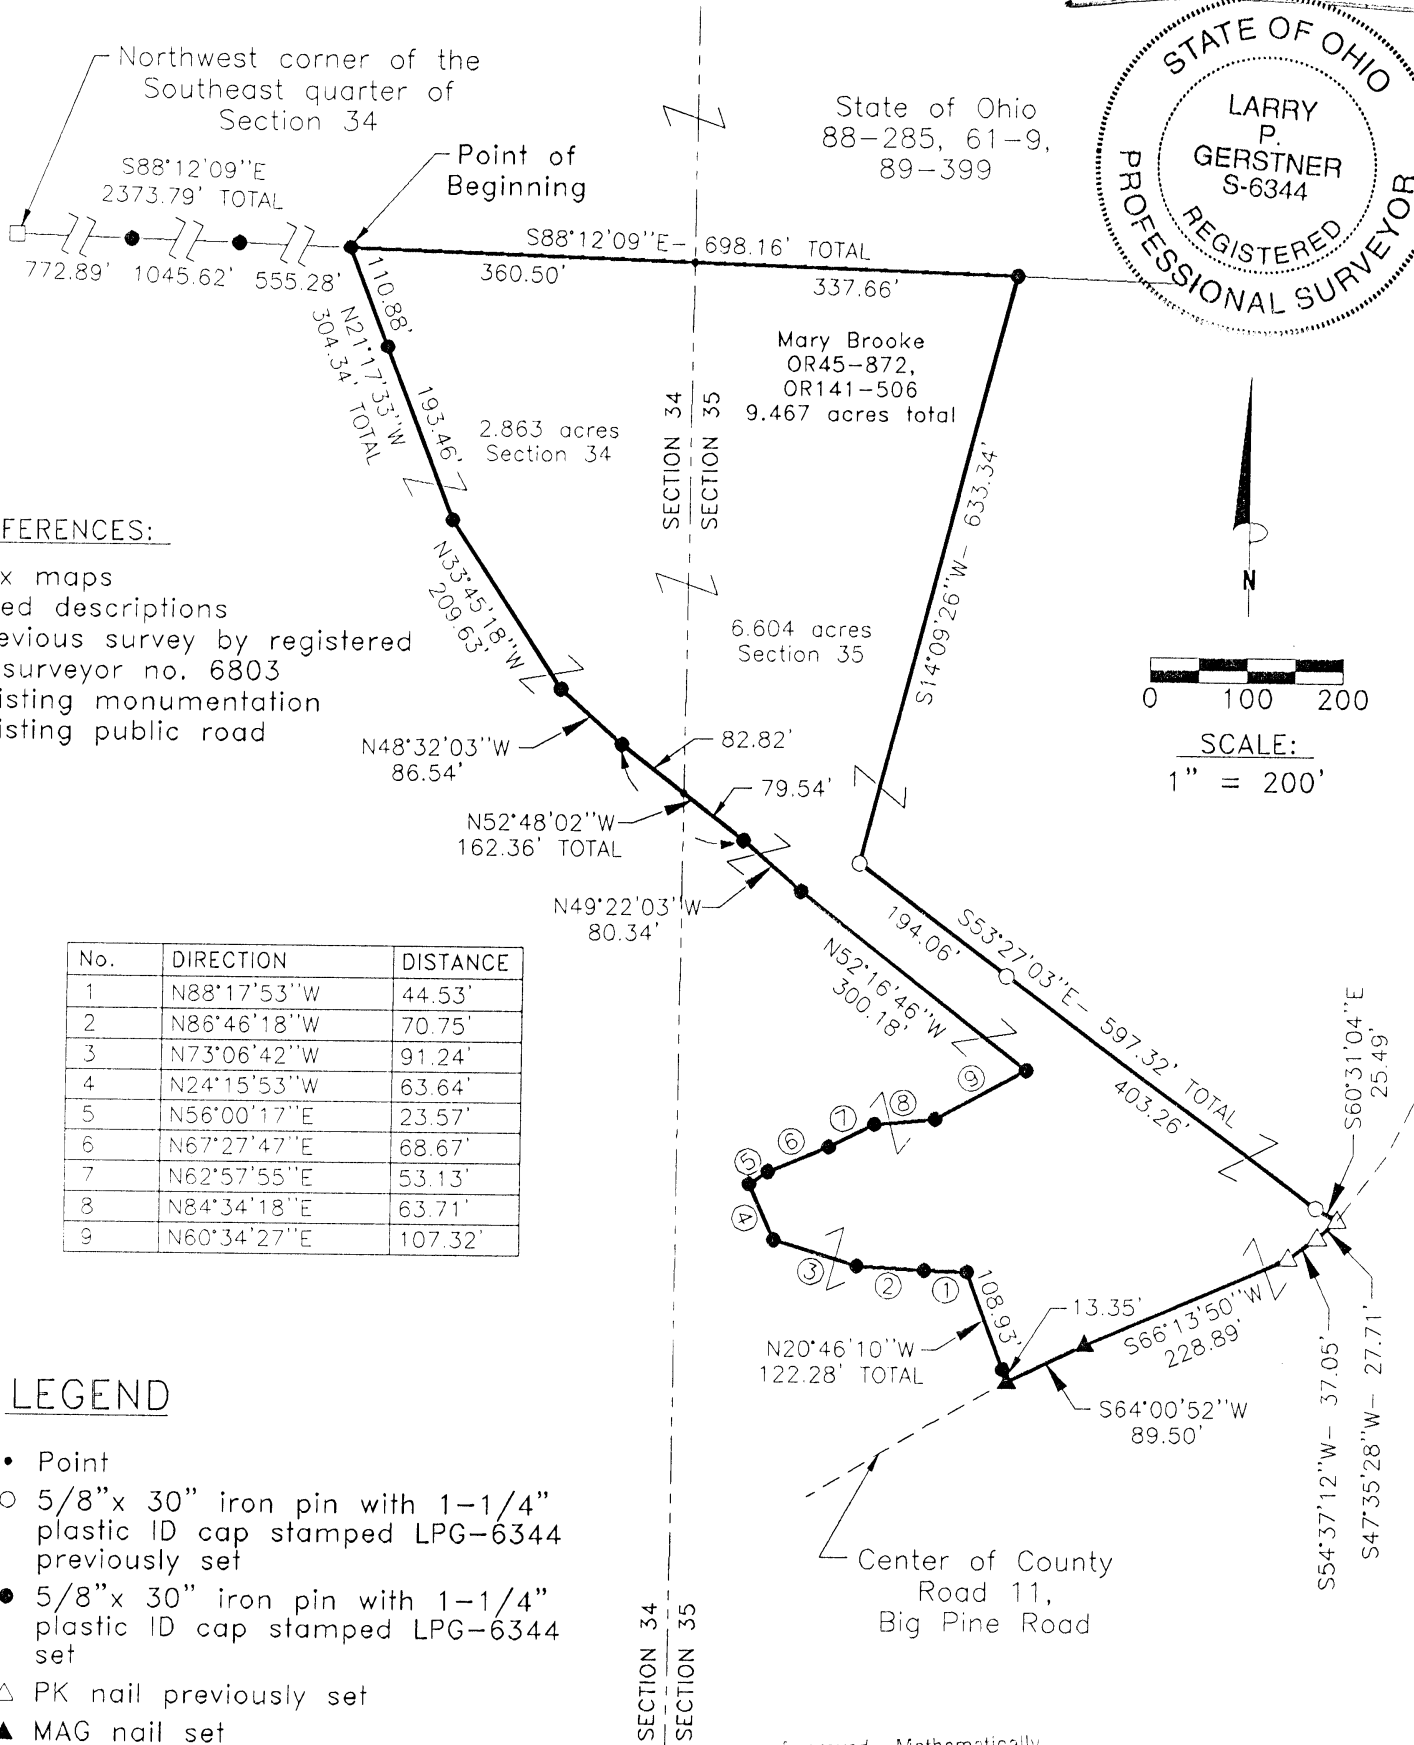 Northwest corner of the
Southeast quarter of
Section 34
S88°12'09"E
2373.79' TOTAL
772.89'
1045.62'
555.28'
Point of
Beginning
State of Ohio
88-285, 61-9,
89-399
STATE OF OHIO
LARRY
P.
GERSTNER
S-6344
REGISTERED
PROFESSIONAL SURVEYOR
S88°12'09"E- 698.16' TOTAL
360.50'
337.66'
110.88'
N21°17'33"W
304.34' TOTAL
193.46'
2.863 acres
Section 34
SECTION 34
SECTION 35
Mary Brooke
OR45-872,
OR141-506
9.467 acres total
S14°09'26"W- 633.34'
N
0 100 200
SCALE:
1" = 200'
FERENCES:
x maps
ed descriptions
evious survey by registered
surveyor no. 6803
isting monumentation
isting public road
N33°45'18"W
209.63'
6.604 acres
Section 35
N48°32'03"W
86.54'
82.82'
79.54'
N52°48'02"W
162.36' TOTAL
N49°22'03"W
80.34'
194.06'
S53°27'03"E- 597.32' TOTAL
403.26'
N52°16'46"W
300.18'
S60°31'04"E
25.49'
No. DIRECTION DISTANCE
1 N88°17'53"W 44.53'
2 N86°46'18"W 70.75'
3 N73°06'42"W 91.24'
4 N24°15'53"W 63.64'
5 N56°00'17"E 23.57'
6 N67°27'47"E 68.67'
7 N62°57'55"E 53.13'
8 N84°34'18"E 63.71'
9 N60°34'27"E 107.32'
9
8
7
6
5
4
3
2
1
108.93'
N20°46'10"W
122.28' TOTAL
13.35'
S66°13'50"W
228.89'
S64°00'52"W
89.50'
S54°37'12"W- 37.05'
S47°35'28"W- 27.71'
Center of County
Road 11,
Big Pine Road
LEGEND
Point
5/8"x 30" iron pin with 1-1/4"
plastic ID cap stamped LPG-6344
previously set
5/8"x 30" iron pin with 1-1/4"
plastic ID cap stamped LPG-6344
set
PK nail previously set
MAG nail set
SECTION 34
SECTION 35
Mathematically